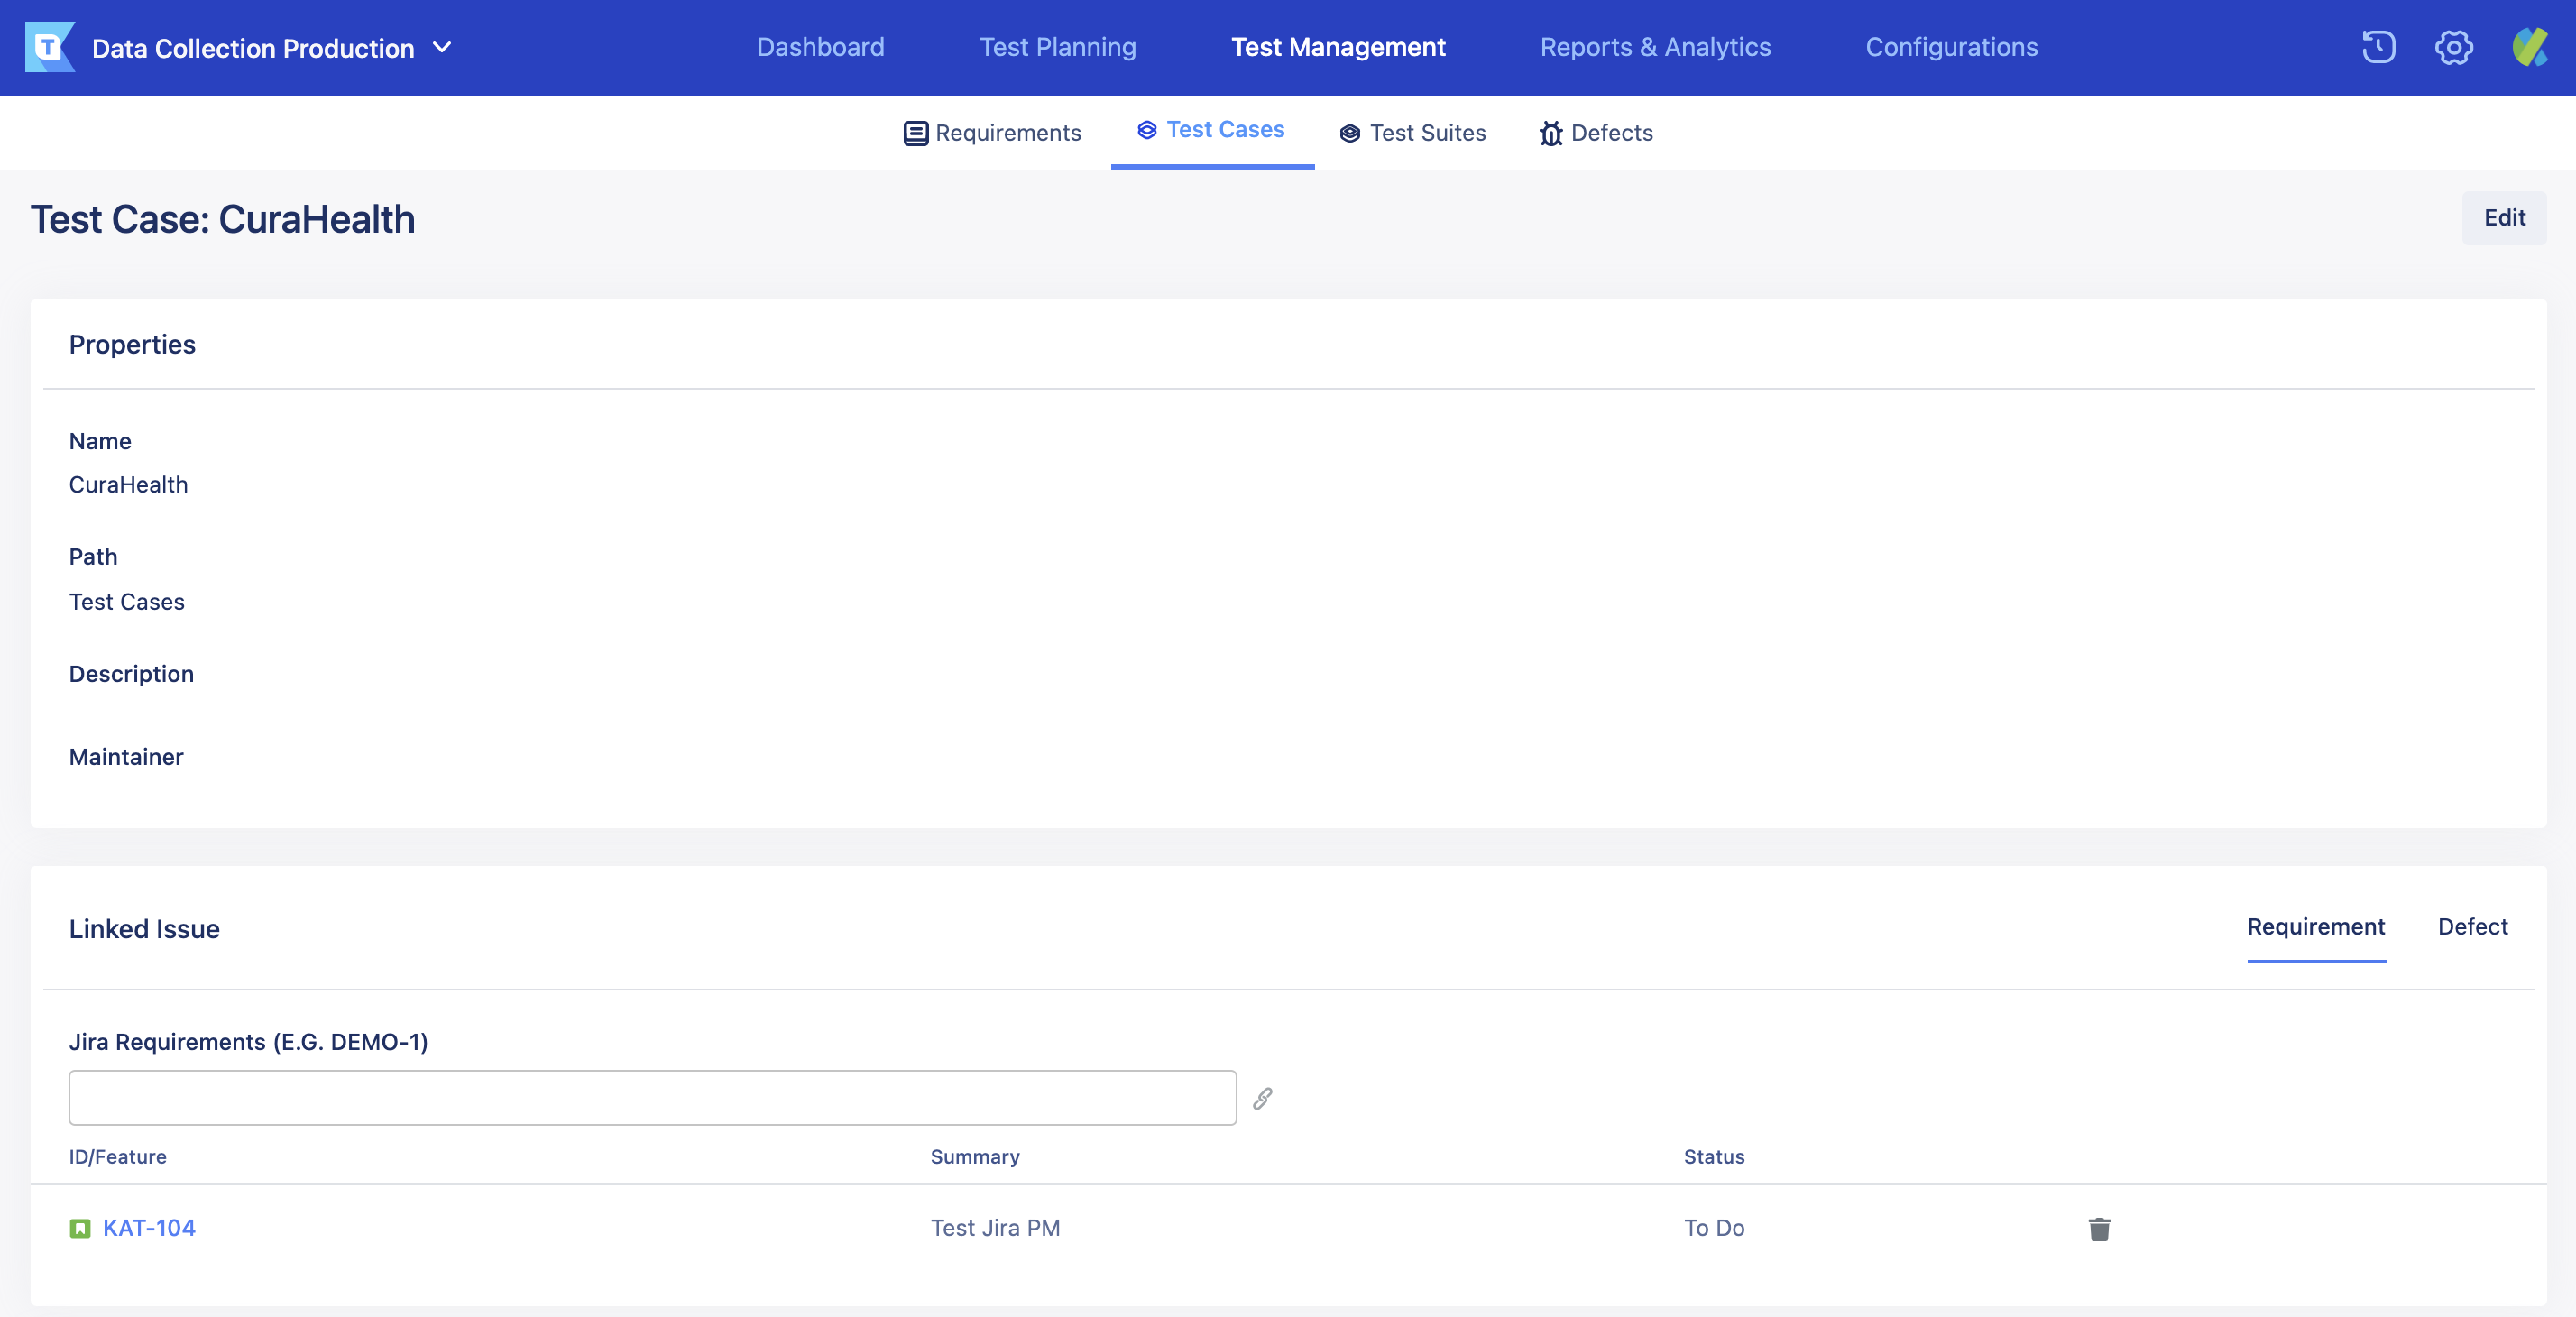 T Data Collection Production Dashboard Test Planning Test Management Reports & Analytics Configurations
Requirements Test Cases Test Suites Defects
Test Case: CuraHealth Edit
Properties
Name
CuraHealth
Path
Test Cases
Description
Maintainer
Linked Issue Requirement Defect
Jira Requirements (E.G. DEMO-1)
ID/Feature Summary Status
KAT-104 Test Jira PM To Do